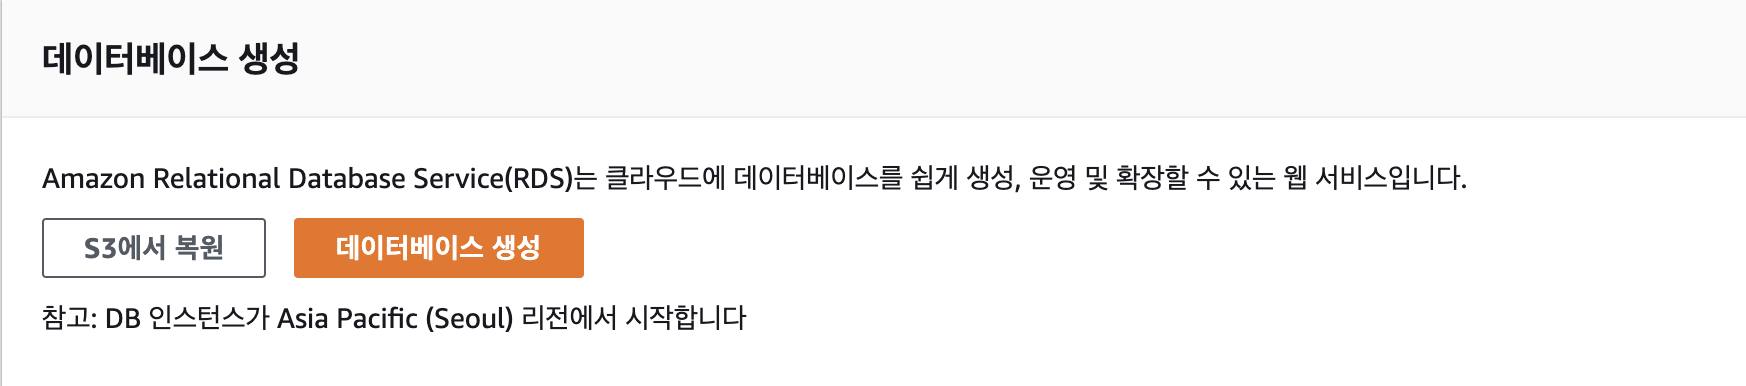 데이터베이스 생성
Amazon Relational Database Service(RDS)는 클라우드에 데이터베이스를 쉽게 생성, 운영 및 확장할 수 있는 웹 서비스입니다.
S3에서 복원 데이터베이스 생성
참고: DB 인스턴스가 Asia Pacific (Seoul) 리전에서 시작합니다